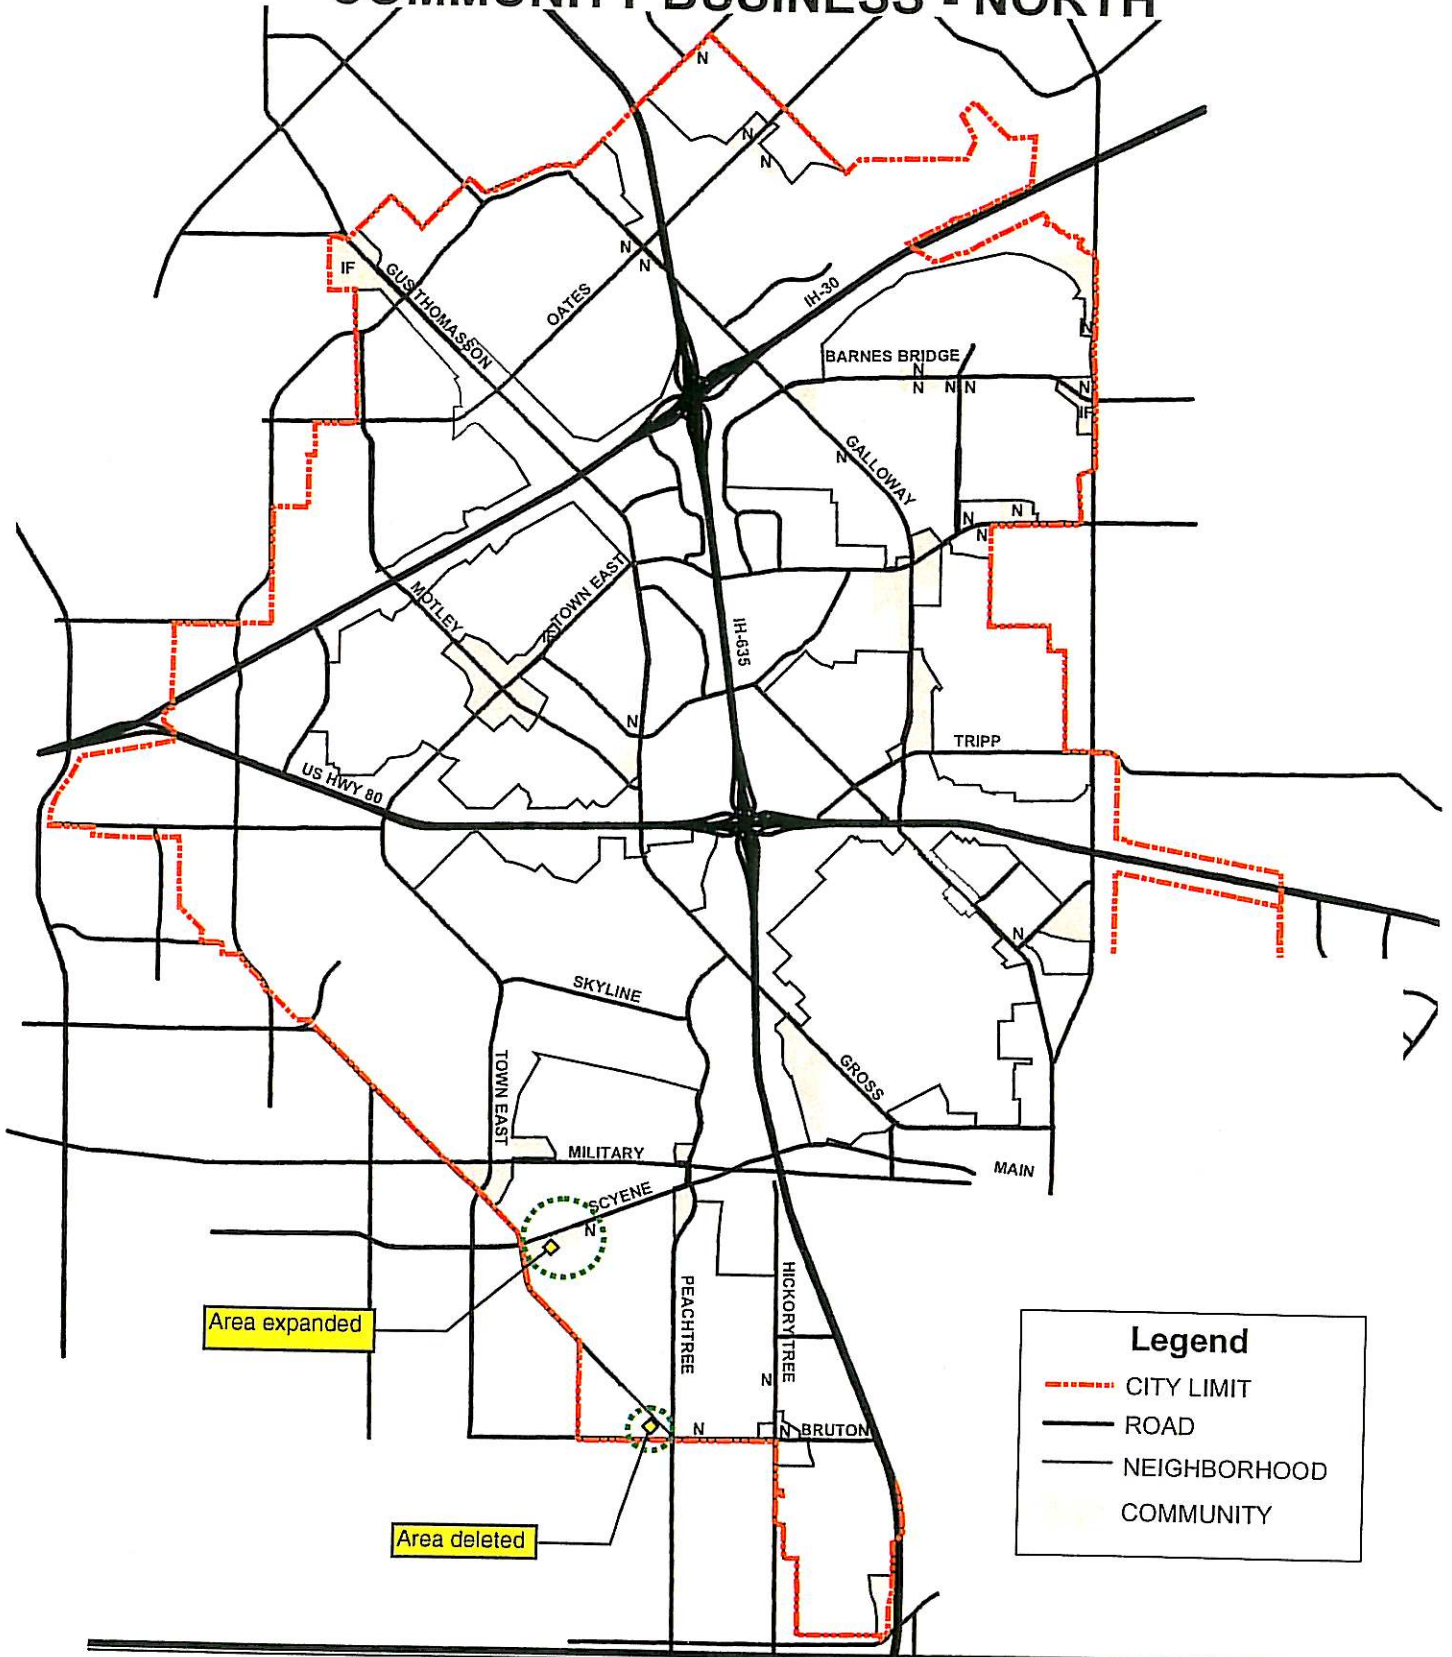 COMMUNITY BUSINESS - NORTH
N
N
N
N
N
IF
GUS THOMASSON
OATES
IH-30
N
BARNES BRIDGE
N
N
N
N
N
IF
GALLOWAY
N
N
N
N
MOTLEY
TOWN EAST
IH-635
N
TRIPP
US HWY 80
N
SKYLINE
TOWN EAST
GROSS
MILITARY
MAIN
SCYENE
N
PEACHTREE
HICKORY TREE
Area expanded
N
N
N
BRUTON
Area deleted
Legend
CITY LIMIT
ROAD
NEIGHBORHOOD
COMMUNITY